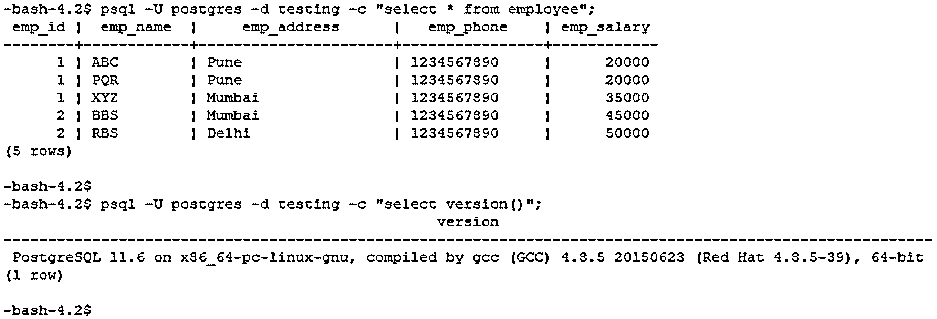 -bash-4.2$ psql -U postgres -d testing -c "select * from employee";
emp_id | emp_name | emp_address | emp_phone | emp_salary
--------+----------+----------------------+---------------+------------
1 | ABC | Pune | 1234567890 | 20000
1 | PQR | Pune | 1234567890 | 20000
1 | XYZ | Mumbai | 1234567890 | 35000
2 | BBS | Mumbai | 1234567890 | 45000
2 | RBS | Delhi | 1234567890 | 50000
(5 rows)
-bash-4.2$
-bash-4.2$ psql -U postgres -d testing -c "select version()";
version
---------------------------------------------------------------------------------------------------------
PostgreSQL 11.6 on x86_64-pc-linux-gnu, compiled by gcc (GCC) 4.8.5 20150623 (Red Hat 4.8.5-39), 64-bit
(1 row)
-bash-4.2$